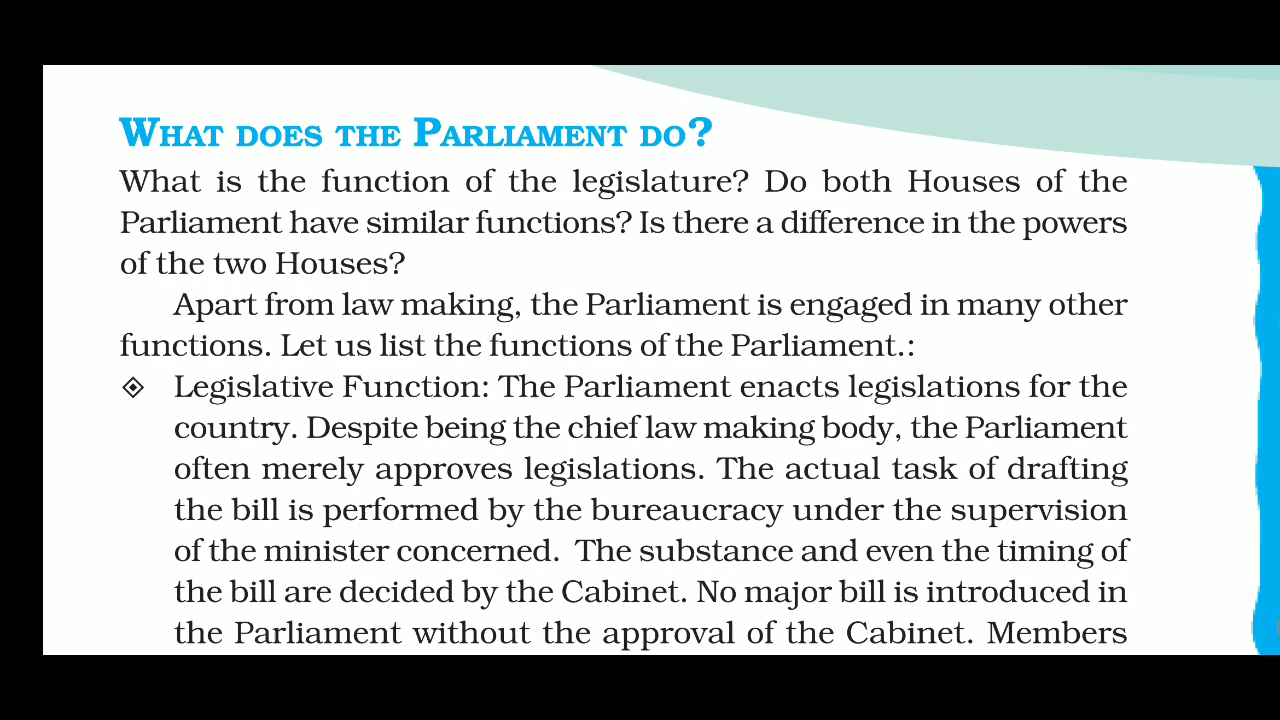 WHAT DOES THE PARLIAMENT DO?
What is the function of the legislature? Do both Houses of the
Parliament have similar functions? Is there a difference in the powers
of the two Houses?
Apart from law making, the Parliament is engaged in many other
functions. Let us list the functions of the Parliament.:
Legislative Function: The Parliament enacts legislations for the
country. Despite being the chief law making body, the Parliament
often merely approves legislations. The actual task of drafting
the bill is performed by the bureaucracy under the supervision
of the minister concerned. The substance and even the timing of
the bill are decided by the Cabinet. No major bill is introduced in
the Parliament without the approval of the Cabinet. Members